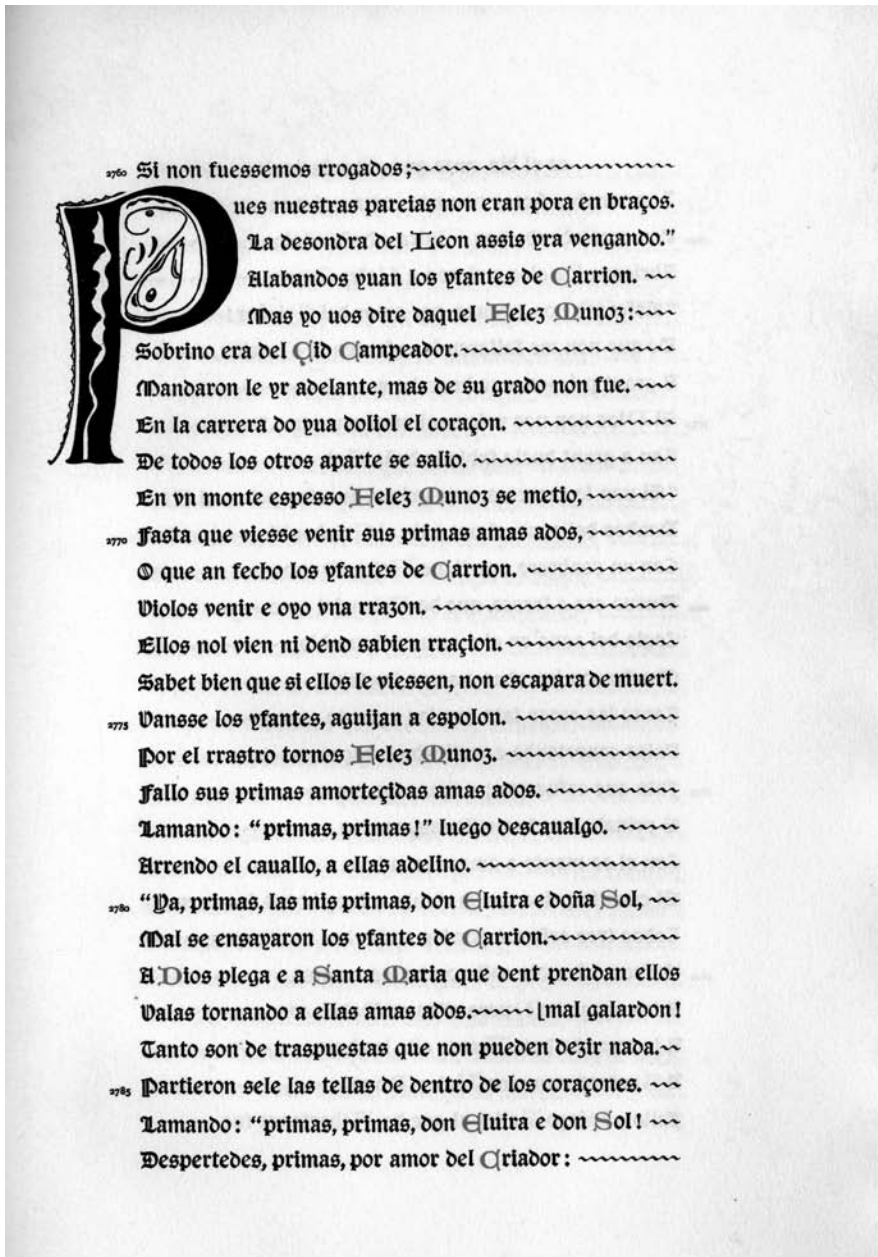 2760 Si non fuessemos rrogados;
Pues nuestras pareias non eran pora en braços.
La desondra del Leon assis yra vengando."
Alabandos yuan los yfantes de Carrion.
Mas yo uos dire daquel Felez Munoz:
Sobrino era del Çid Campeador.
Mandaron le yr adelante, mas de su grado non fue.
En la carrera do yua doliol el coraçon.
De todos los otros aparte se salio.
En vn monte espesso Felez Munoz se metio,
2770 Fasta que viesse venir sus primas amas ados,
O que an fecho los yfantes de Carrion.
Violos venir e oyo vna rrazon.
Ellos nol vien ni dend sabien rraçion.
Sabet bien que si ellos le viessen, non escapara de muert.
2775 Vansse los yfantes, aguijan a espolon.
Por el rrastro tornos Felez Munoz.
Fallo sus primas amorteçidas amas ados.
Lamando: "primas, primas!" luego descaualgo.
Arrendo el cauallo, a ellas adelino.
2780 "Ya, primas, las mis primas, don Eluira e doña Sol,
Mal se ensayaron los yfantes de Carrion.
A Dios plega e a Santa Maria que dent prendan ellos
Valas tornando a ellas amas ados. [mal galardon!
Tanto son de traspuestas que non pueden dezir nada.
2785 Partieron sele las tellas de dentro de los coraçones.
Lamando: "primas, primas, don Eluira e don Sol!
Despertedes, primas, por amor del Criador: